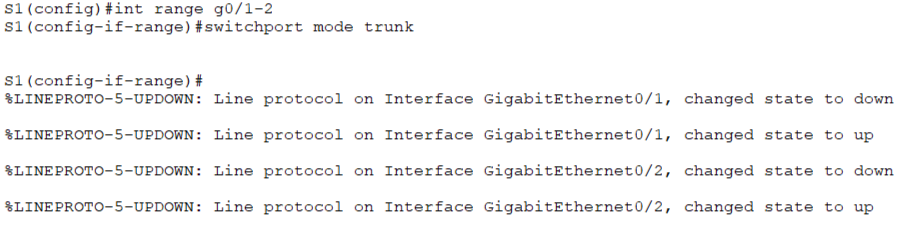 S1(config)#int range g0/1-2
S1(config-if-range)#switchport mode trunk
S1(config-if-range)#
%LINEPROTO-5-UPDOWN: Line protocol on Interface GigabitEthernet0/1, changed state to down
%LINEPROTO-5-UPDOWN: Line protocol on Interface GigabitEthernet0/1, changed state to up
%LINEPROTO-5-UPDOWN: Line protocol on Interface GigabitEthernet0/2, changed state to down
%LINEPROTO-5-UPDOWN: Line protocol on Interface GigabitEthernet0/2, changed state to up